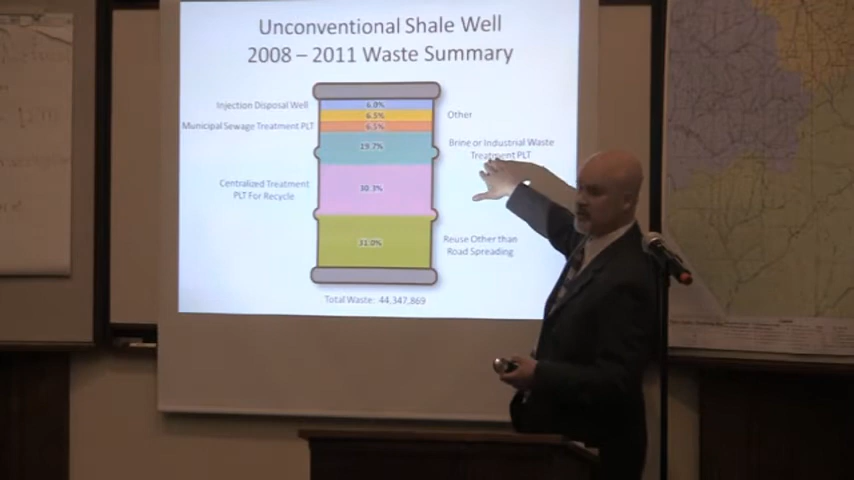 Unconventional Shale Well
2008 – 2011 Waste Summary
Injection Disposal Well
6.0%
6.5%
Other
Municipal Sewage Treatment PLT
6.5%
19.7%
Brine or Industrial Waste
Treatment PLT
Centralized Treatment
PLT For Recycle
30.3%
31.0%
Reuse Other than
Road Spreading
Total Waste: 44,347,869